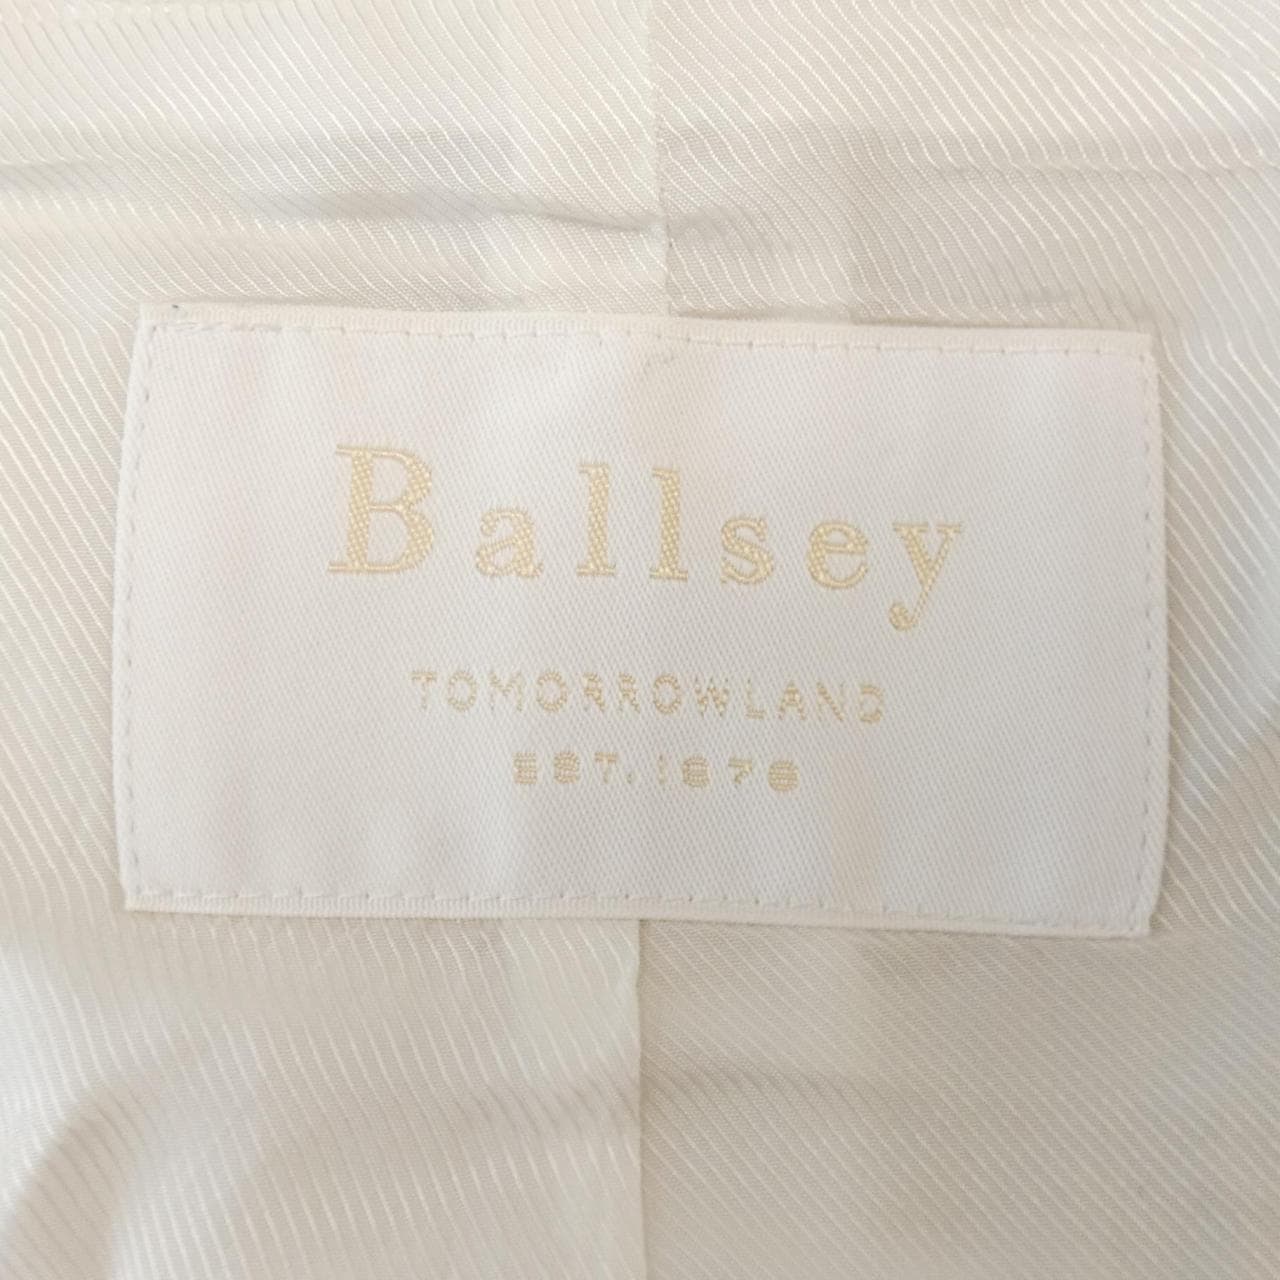 Ballsey
TOMORROWLAND
EST. 1978